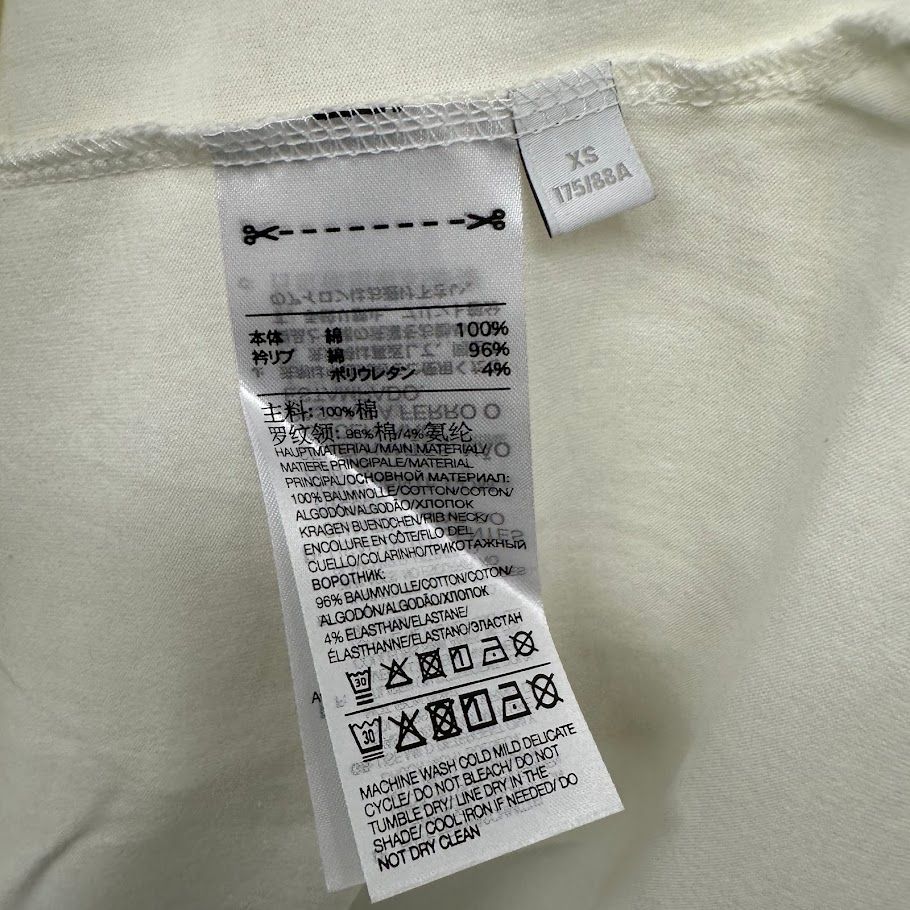 XS
175/88A
本体 綿 100%
衿リブ 綿 96%
ポリウレタン 4%
主料: 100%棉
罗纹领: 96%棉/4%氨纶
HAUPTMATERIAL/MAIN MATERIAL/
MATIERE PRINCIPALE/MATERIAL
PRINCIPAL/ОСНОВНОЙ МАТЕРИАЛ:
100% BAUMWOLLE/COTTON/COTON/
ALGODÓN/ALGODÃO/ХЛОПОК
KRAGEN BUENDCHEN/RIB NECK/
ENCOLURE EN CÔTE/FILO DEL
CUELLO/COLARINHO/ТРИКОТАЖНЫЙ
ВОРОТНИК:
96% BAUMWOLLE/COTTON/COTON/
ALGODÓN/ALGODÃO/ХЛОПОК
4% ELASTHAN/ELASTANE/
ÉLASTHANNE/ELASTANO/ЭЛАСТАН
30
30
MACHINE WASH COLD MILD DELICATE
CYCLE/ DO NOT BLEACH/ DO NOT
TUMBLE DRY/ LINE DRY IN THE
SHADE/ COOL IRON IF NEEDED/ DO
NOT DRY CLEAN